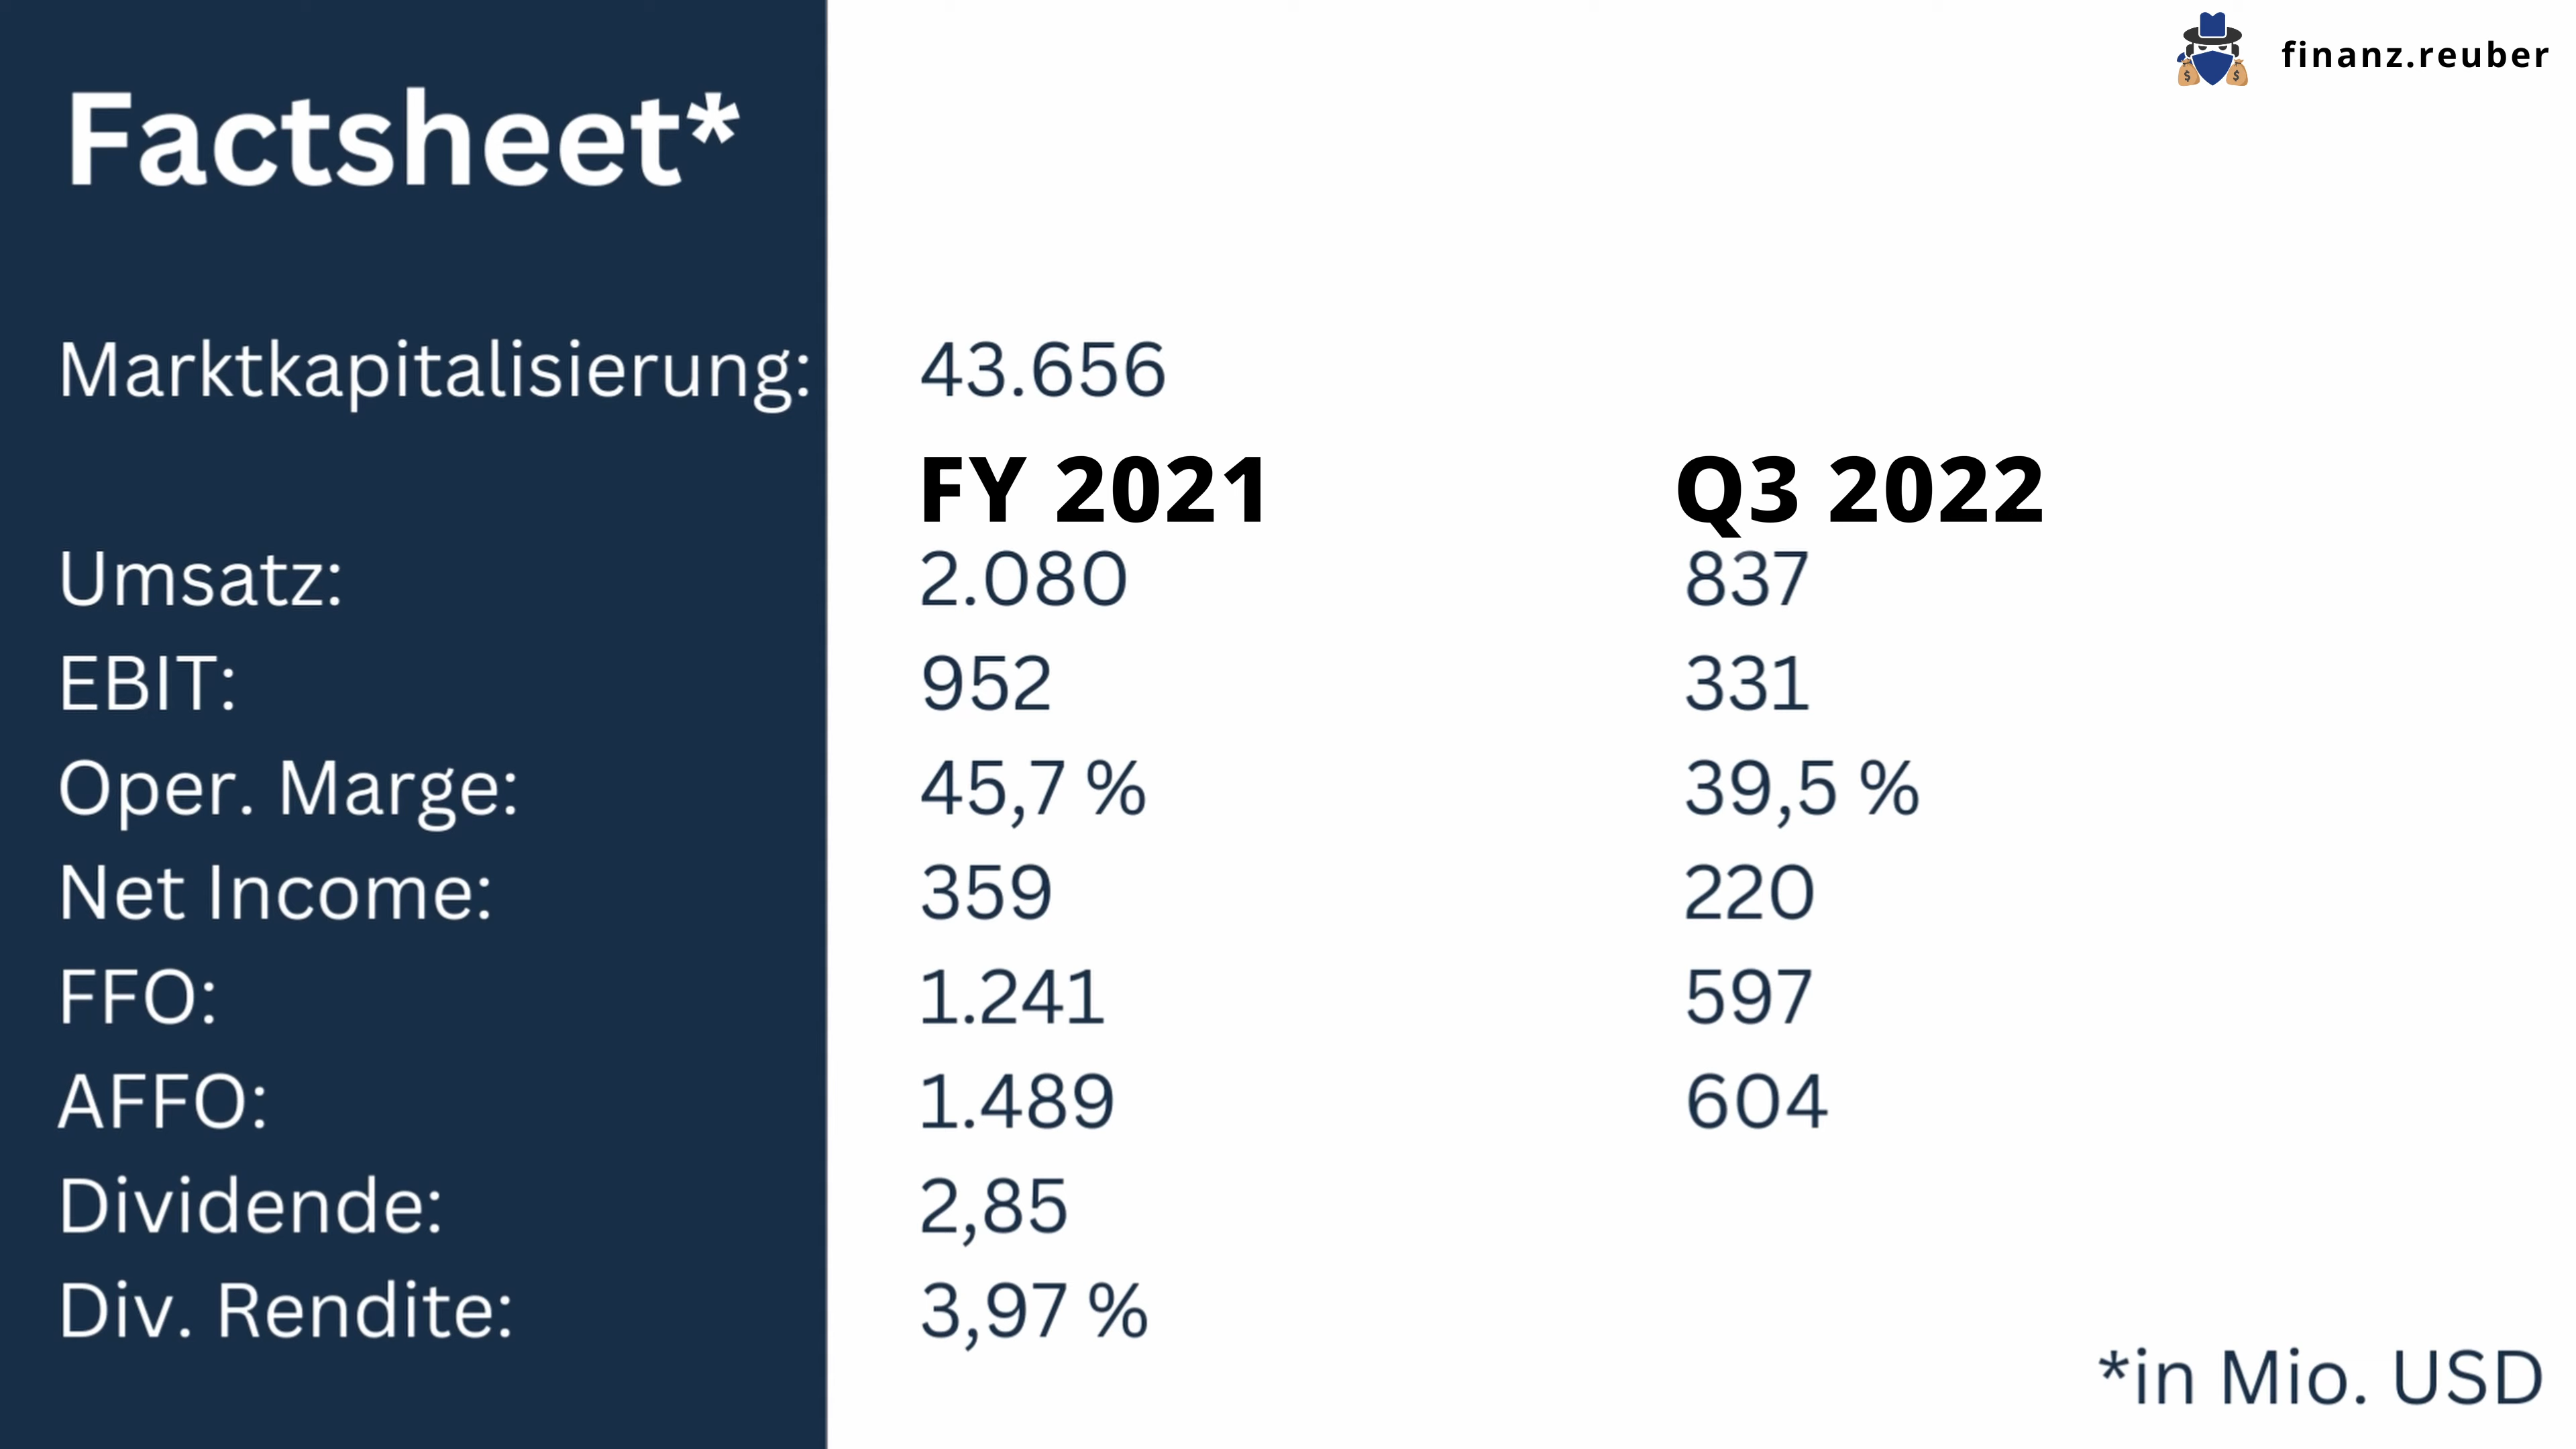 finanz.reuber
Factsheet*
Marktkapitalisierung: 43.656
FY 2021 Q3 2022
Umsatz: 2.080 837
EBIT: 952 331
Oper. Marge: 45,7 % 39,5 %
Net Income: 359 220
FFO: 1.241 597
AFFO: 1.489 604
Dividende: 2,85
Div. Rendite: 3,97 %
*in Mio. USD